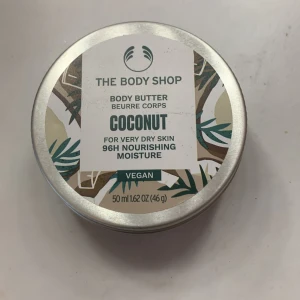 THE BODY SHOP
BODY BUTTER
BEURRE CORPS
COCONUT
FOR VERY DRY SKIN
96H NOURISHING
MOISTURE
VEGAN
50 ml 1.62 OZ (46 g)